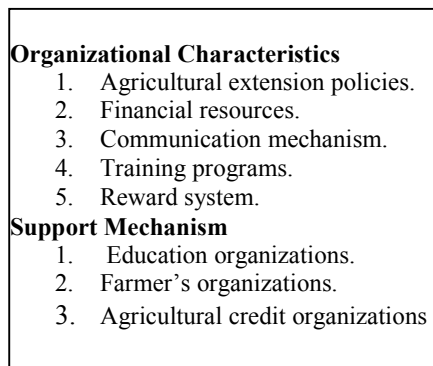 Organizational Characteristics
1. Agricultural extension policies.
2. Financial resources.
3. Communication mechanism.
4. Training programs.
5. Reward system.
Support Mechanism
1. Education organizations.
2. Farmer’s organizations.
3. Agricultural credit organizations